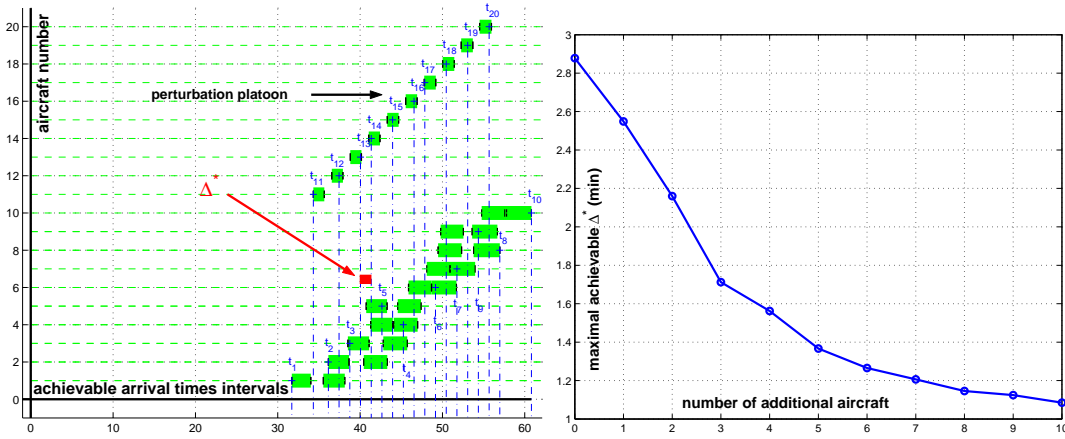 20
18
16
14
12
10
8
6
4
2
0
aircraft number
perturbation platoon
Δ*
achievable arrival times intervals
t1
t2
t3
t4
t5
t6
t7
t8
t9
t10
t11
t12
t13
t14
t15
t16
t17
t18
t19
t20
0 10 20 30 40 50 60
3
2.8
2.6
2.4
2.2
2
1.8
1.6
1.4
1.2
1
maximal achievable Δ* (min)
number of additional aircraft
0 1 2 3 4 5 6 7 8 9 10